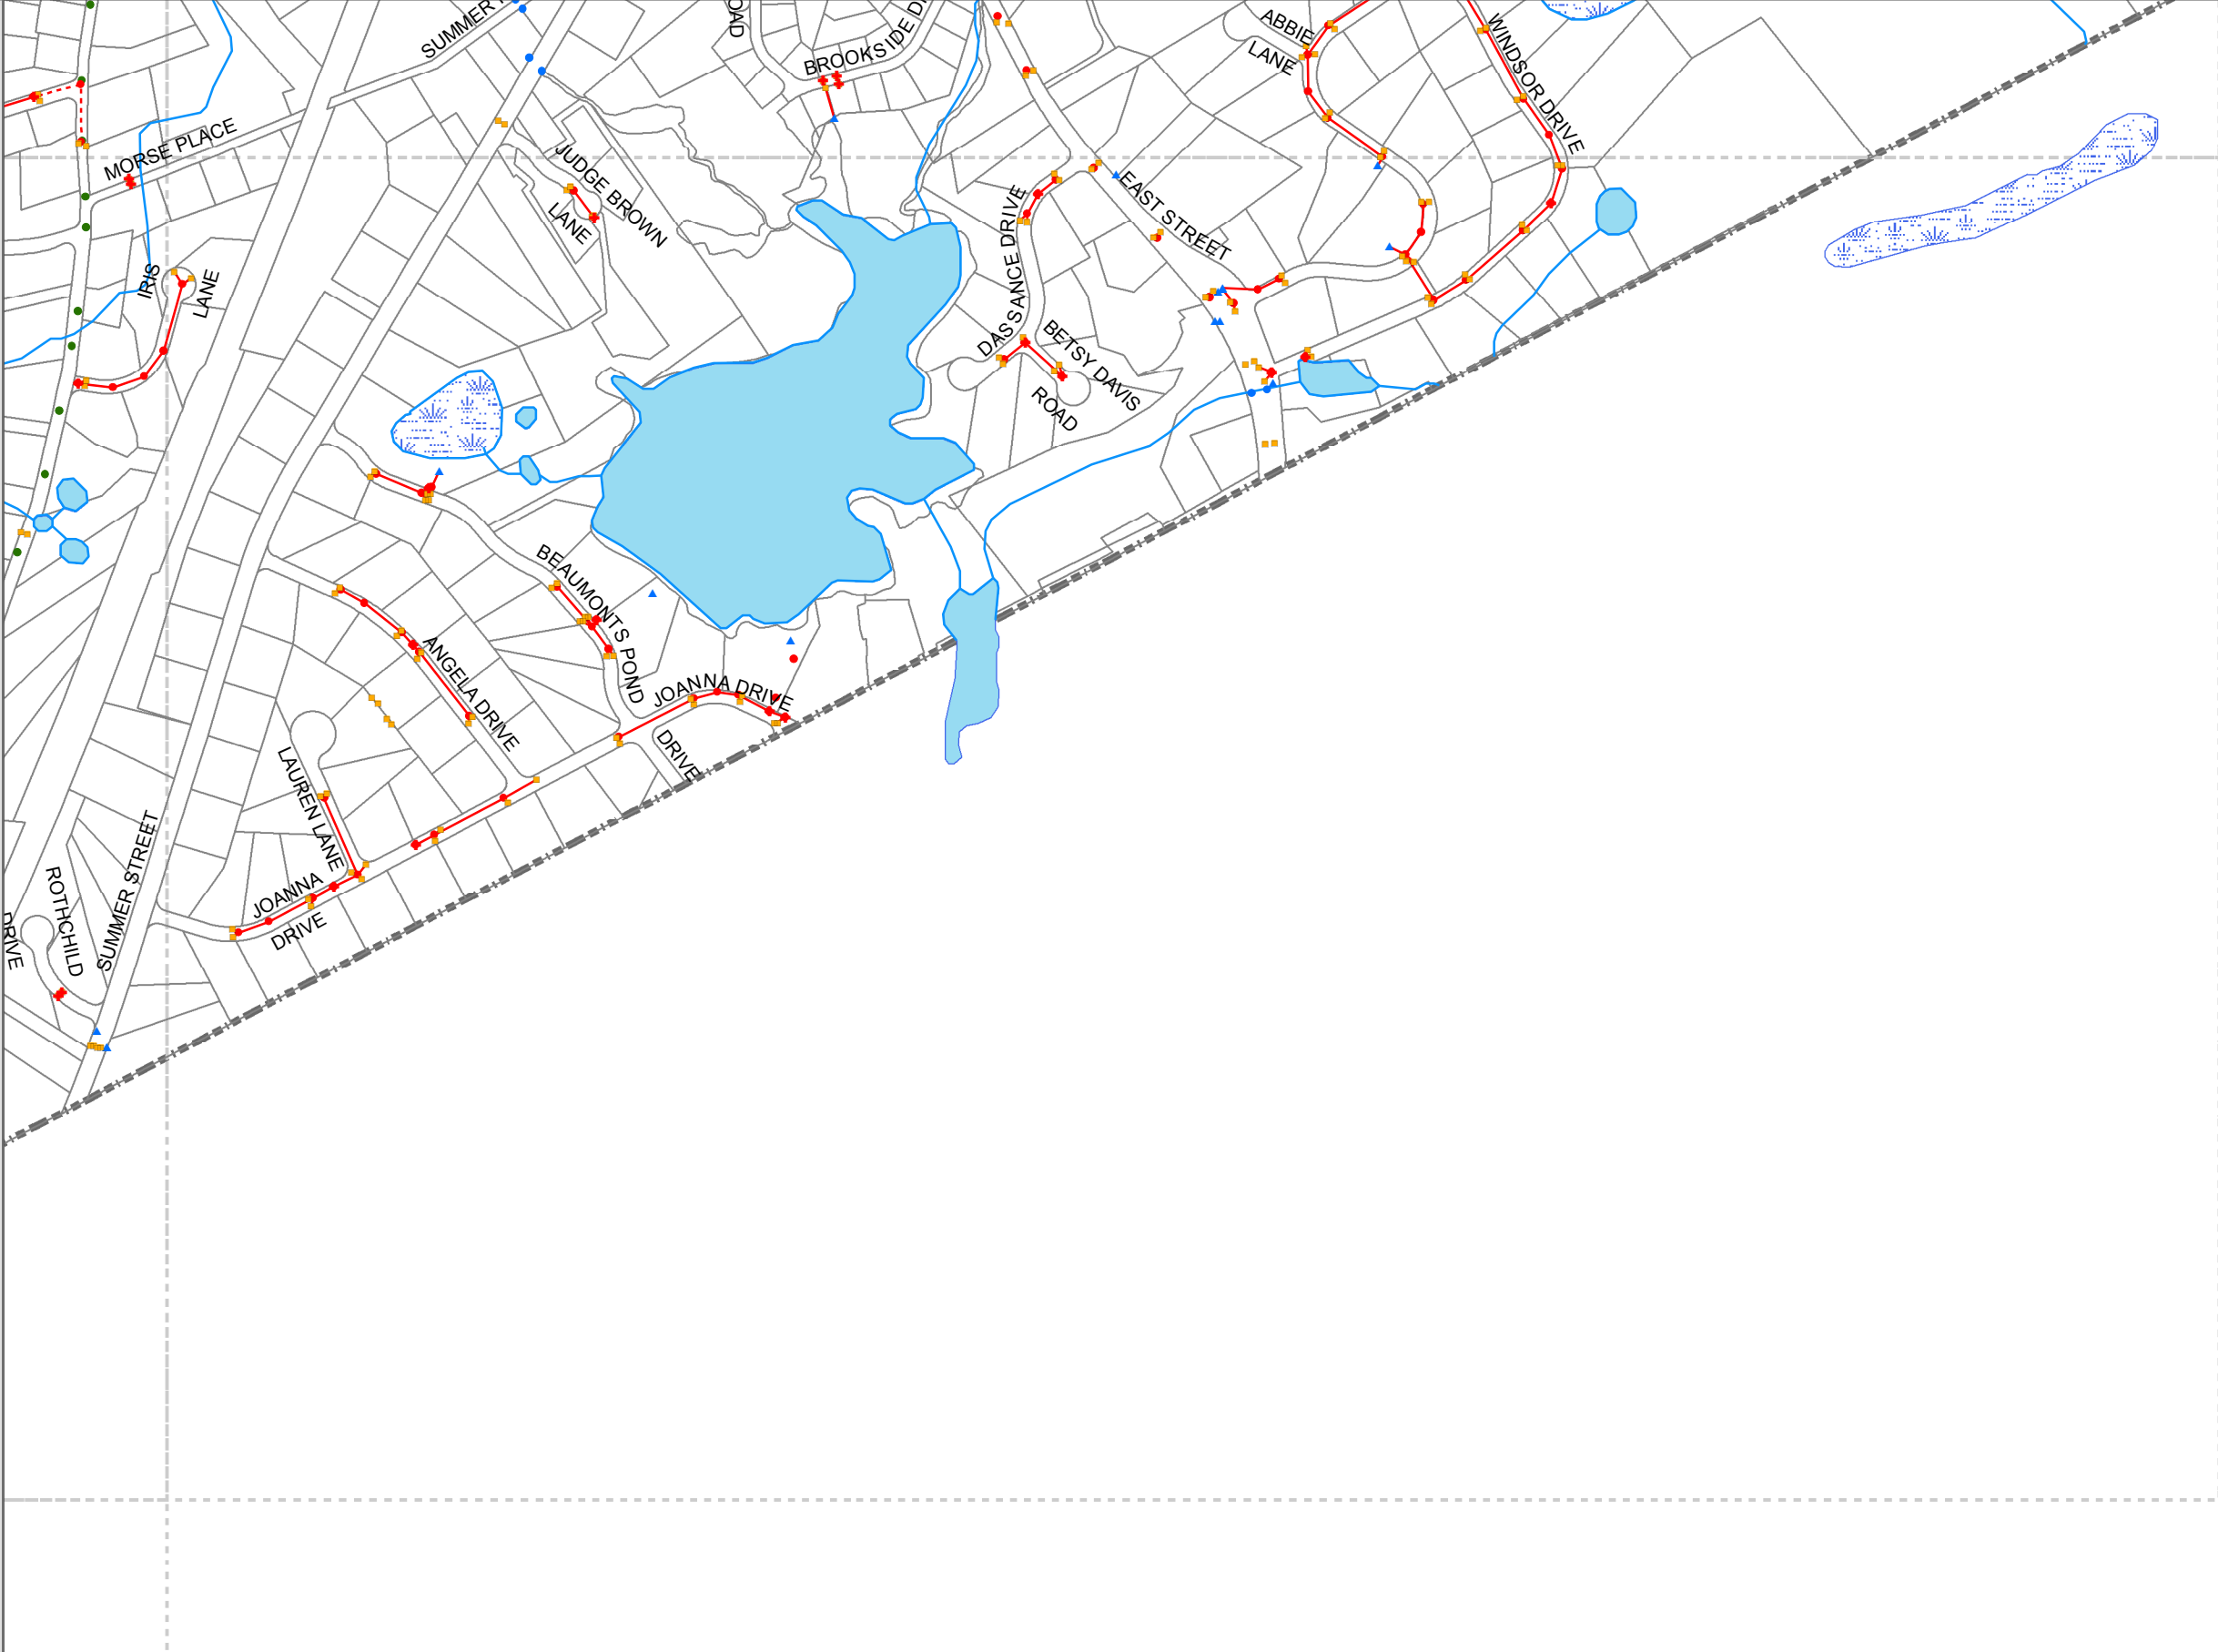 SUMMER
OAD
BROOKSIDE
ABBIE
LANE
WINDSOR DRIVE
MORSE PLACE
JUDGE BROWN
LANE
EAST STREET
DASSANCE DRIVE
IRIS
LANE
BETSY DAVIS
ROAD
BEAUMONTS POND
DRIVE
ANGELA DRIVE
JOANNA DRIVE
LAUREN LANE
JOANNA
DRIVE
SUMMER STREET
ROTHCHILD
DRIVE